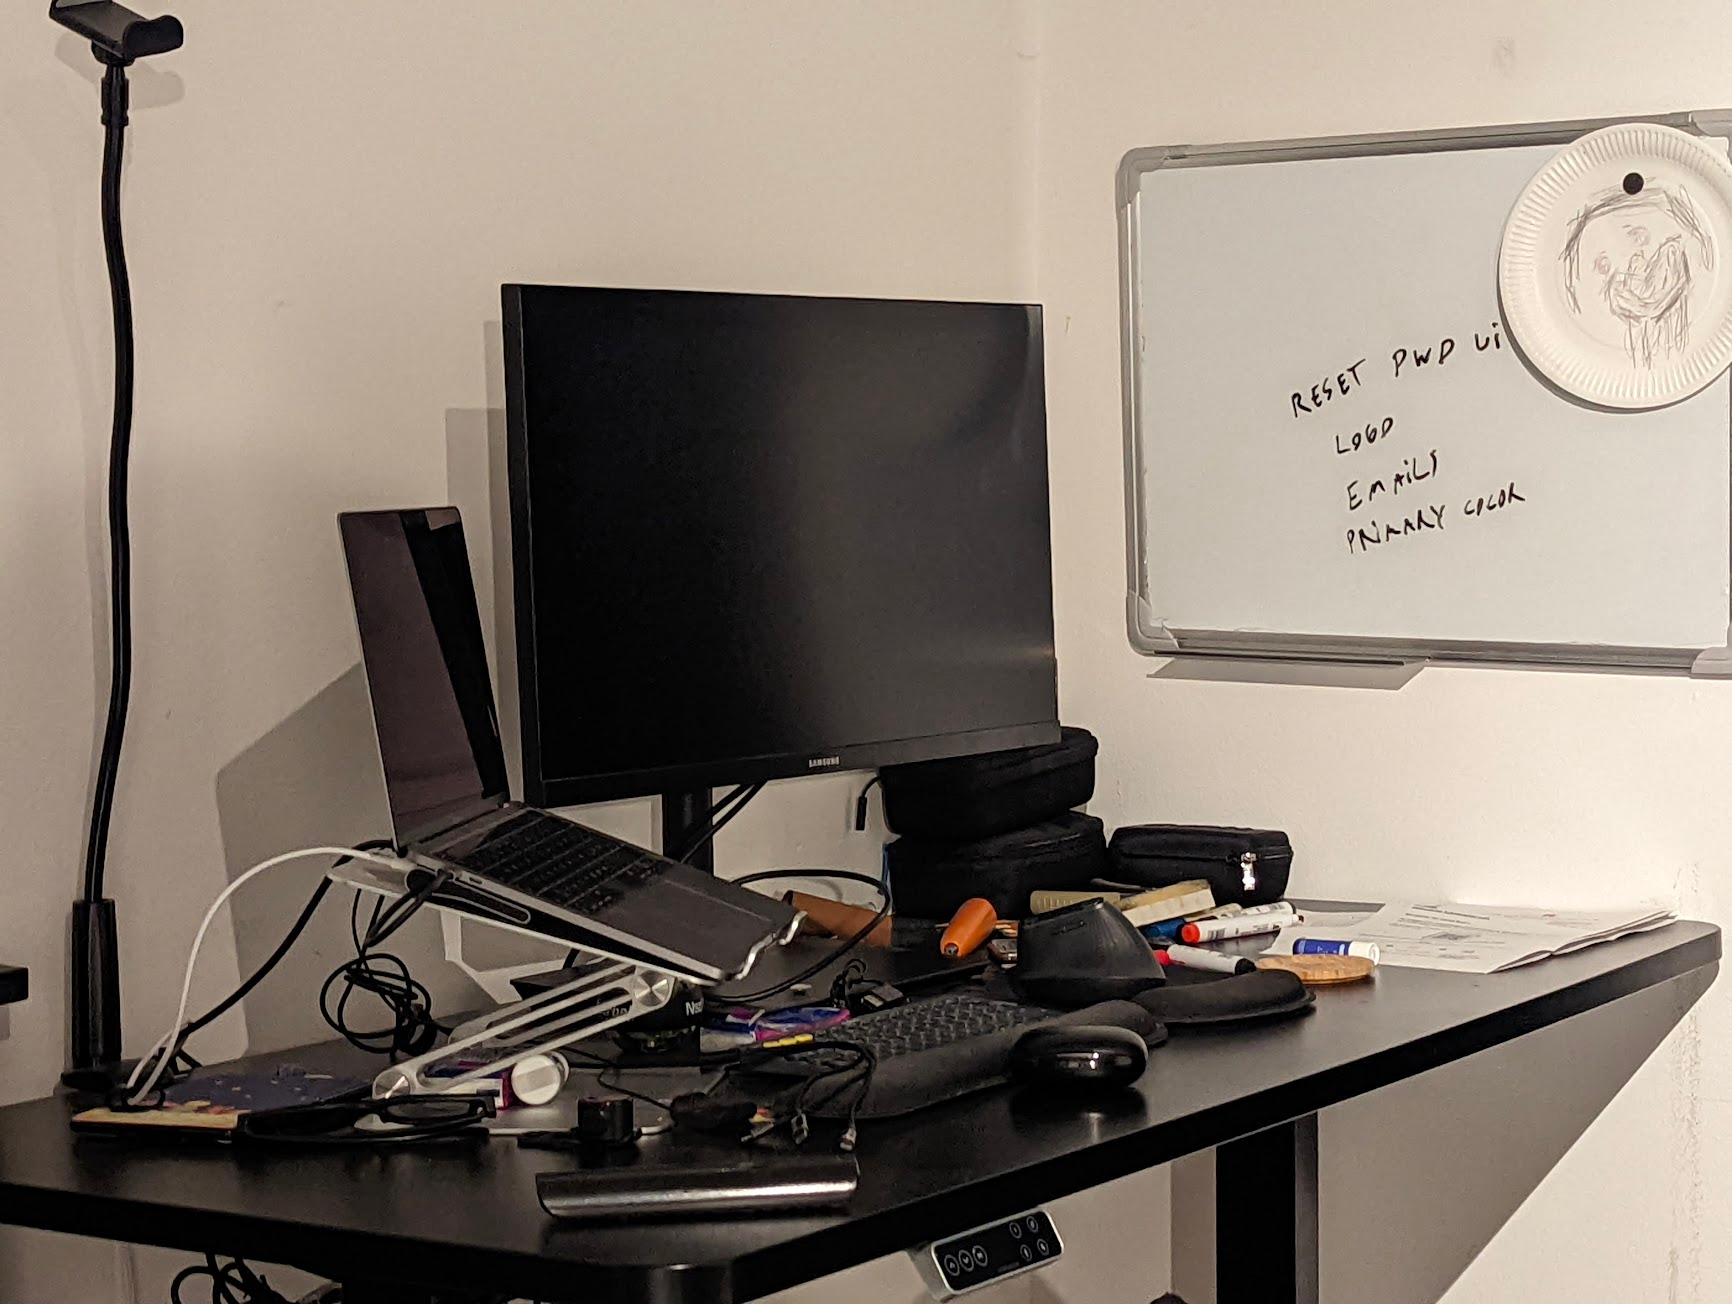 RESET PWD Ui
LOGO
EMAILS
PRIMARY COLOR
SAMSUNG